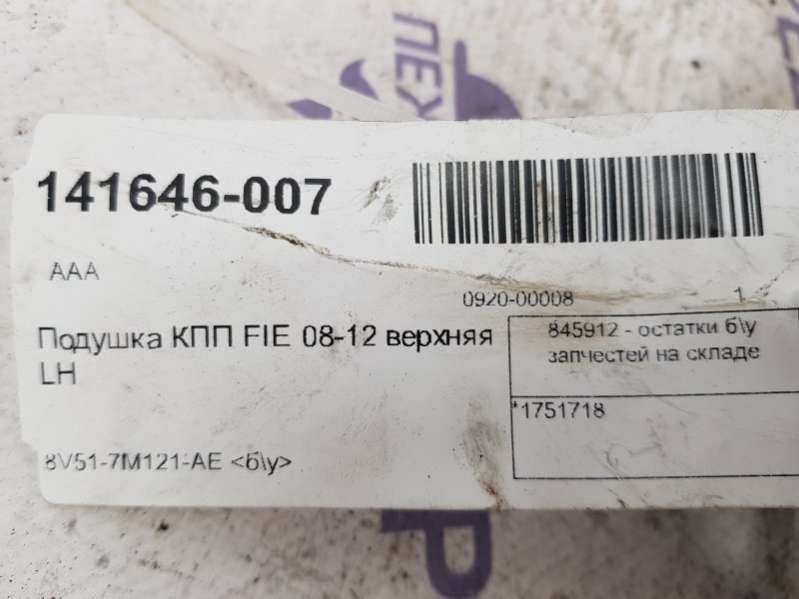 141646-007
AAA
0920-00008 1
Подушка КПП FIE 08-12 верхняя
LH
845912 - остатки б\у
запчестей на складе
*1751718
8V51-7M121-AE <б\у>